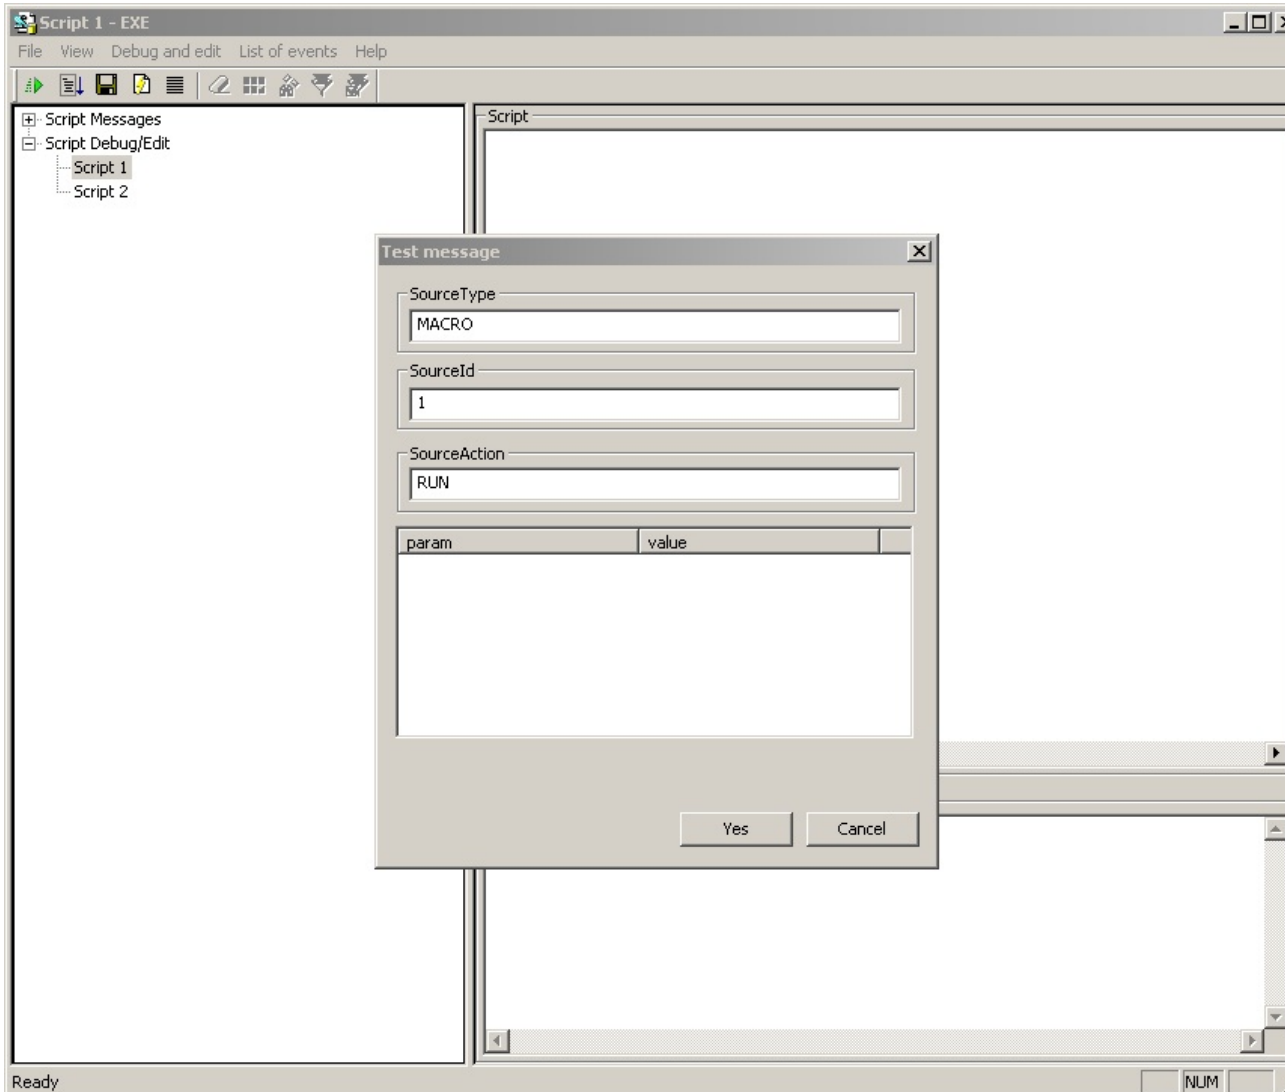 Script 1 - EXE
File View Debug and edit List of events Help
Script Messages
Script Debug/Edit
Script 1
Script 2
Script
Test message
SourceType
MACRO
SourceId
1
SourceAction
RUN
param value
Yes Cancel
Ready NUM